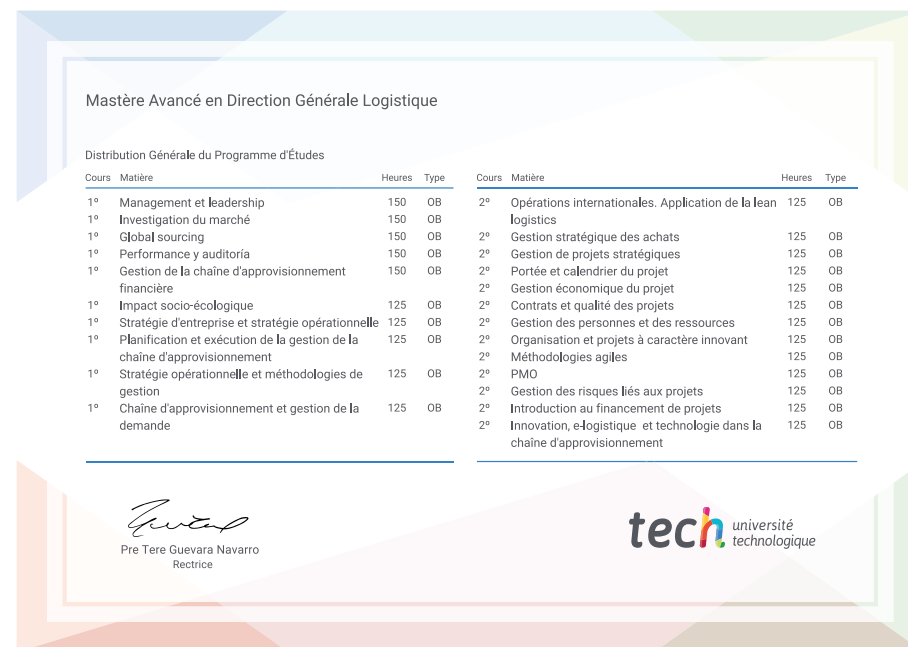 Mastère Avancé en Direction Générale Logistique
Distribution Générale du Programme d'Études
Cours Matière Heures Type
1º Management et leadership 150 OB
1º Investigation du marché 150 OB
1º Global sourcing 150 OB
1º Performance y auditoría 150 OB
1º Gestion de la chaîne d'approvisionnement 150 OB
financière
1º Impact socio-écologique 125 OB
1º Stratégie d'entreprise et stratégie opérationnelle 125 OB
1º Planification et exécution de la gestion de la 125 OB
chaîne d'approvisionnement
1º Stratégie opérationnelle et méthodologies de 125 OB
gestion
1º Chaîne d'approvisionnement et gestion de la 125 OB
demande
Cours Matière Heures Type
2º Opérations internationales. Application de la lean 125 OB
logistics
2º Gestion stratégique des achats 125 OB
2º Gestion de projets stratégiques 125 OB
2º Portée et calendrier du projet 125 OB
2º Gestion économique du projet 125 OB
2º Contrats et qualité des projets 125 OB
2º Gestion des personnes et des ressources 125 OB
2º Organisation et projets à caractère innovant 125 OB
2º Méthodologies agiles 125 OB
2º PMO 125 OB
2º Gestion des risques liés aux projets 125 OB
2º Introduction au financement de projets 125 OB
2º Innovation, e-logistique et technologie dans la 125 OB
chaîne d'approvisionnement
Pre Tere Guevara Navarro
Rectrice
tech université
technologique